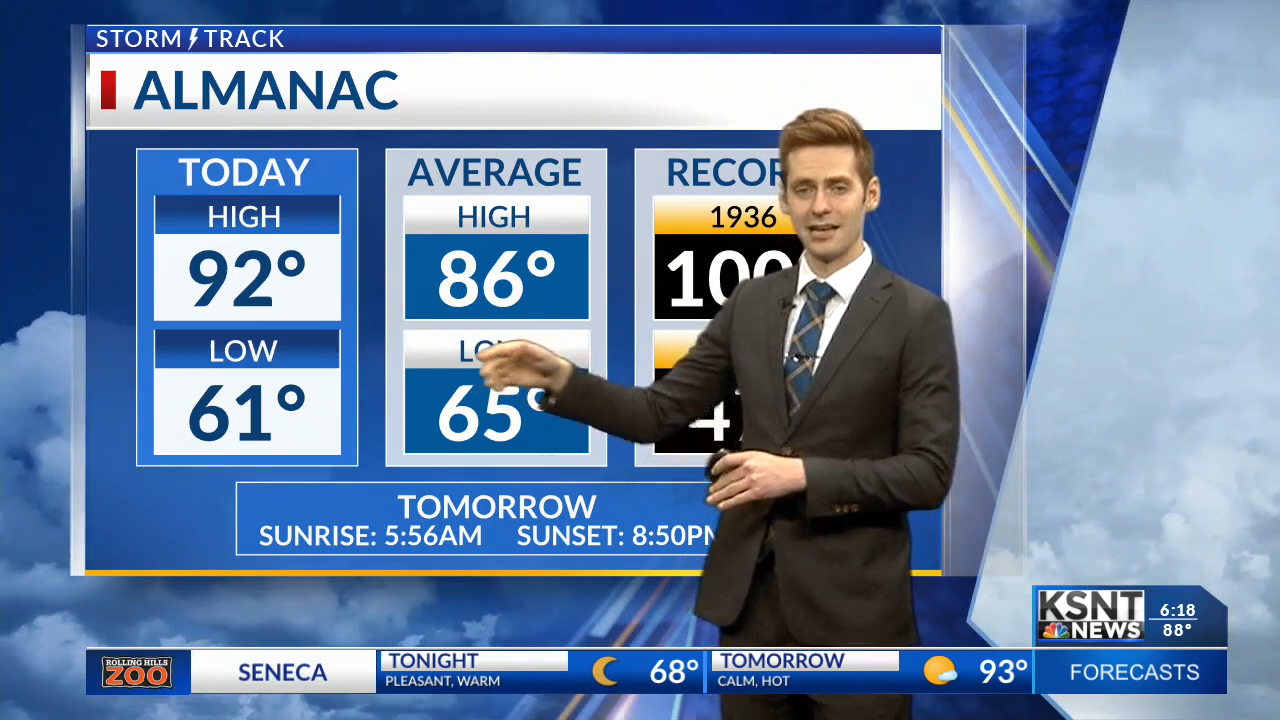 STORM TRACK
ALMANAC
TODAY
HIGH
92°
LOW
61°
AVERAGE
HIGH
86°
65°
1936
TOMORROW
SUNRISE: 5:56AM SUNSET: 8:50PM
KSNT
NEWS
6:18
88°
ROLLING HILLS
ZOO
SENECA
TONIGHT
PLEASANT, WARM
68°
TOMORROW
CALM, HOT
93°
FORECASTS